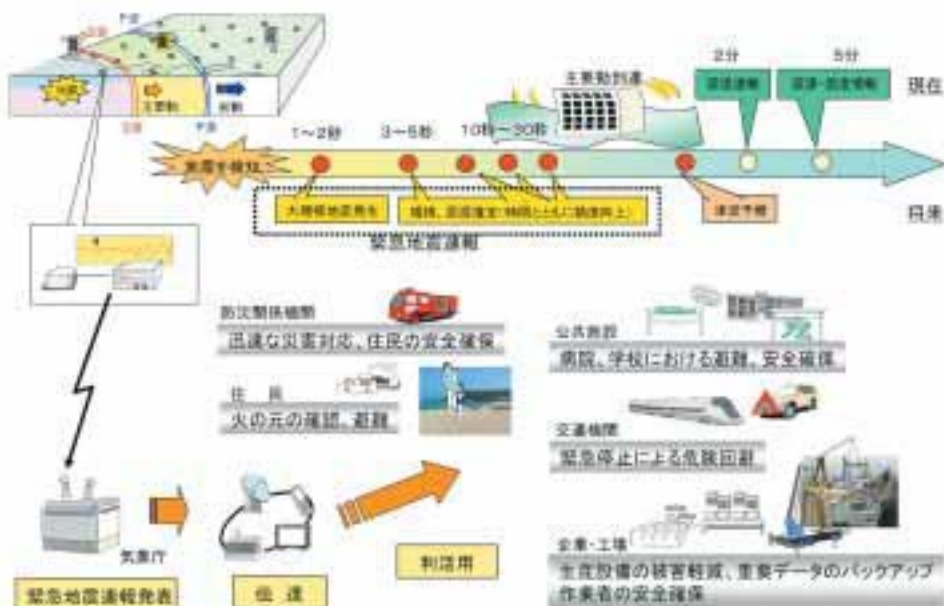 2分
5分
現在
主要動到達
1～2秒
3～5秒
10秒～30秒
主要動
大規模地震発生
将来
緊急地震速報
防災関係機関
迅速な災害対応、住民の安全確保
公共施設
病院、学校における避難、安全確保
住 民
火の元の確認、避難
交通機関
緊急停止による危険回避
気象庁
緊急地震速報発表
伝 達
利活用
企業・工場
生産設備の被害軽減、重要データのバックアップ
作業者の安全確保